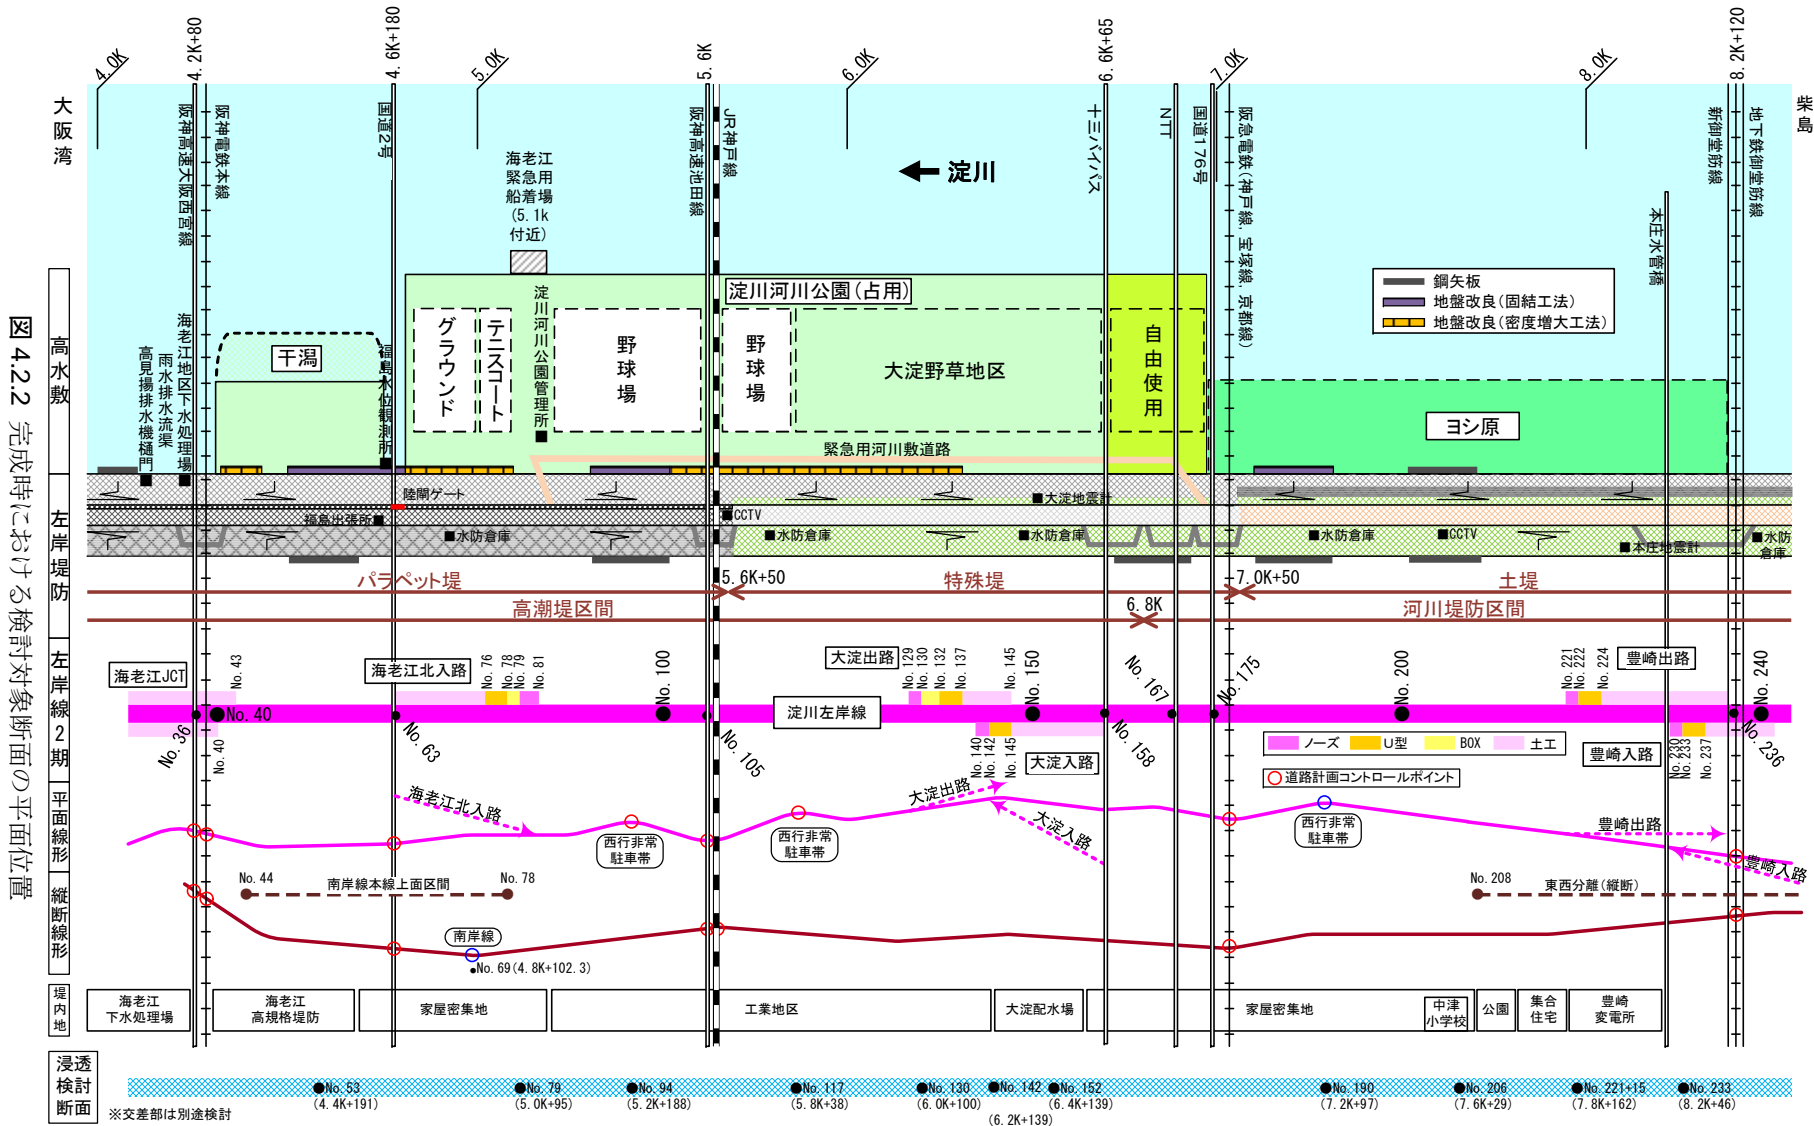 図 4.2.2 完成時における検討対象断面の平面位置
4.0K
4.2K+80
4.6K+180
5.0K
5.6K
6.0K
6.6K+65
7.0K
8.0K
8.2K+120
大阪湾
柴島
阪神高速大阪西宮線
阪神電鉄本線
国道2号
海老江
緊急用
船着場
(5.1k
付近)
阪神高速池田線
JR神戸線
淀川
十三バイパス
NTT
国道176号
阪急電鉄(神戸線、宝塚線、京都線)
本庄水管橋
新御堂筋線
地下鉄御堂筋線
鋼矢板
地盤改良(固結工法)
地盤改良(密度増大工法)
高水敷
高見揚排水機樋門
雨水排水流渠
海老江地区下水処理場
干潟
福島水位観測所
グラウンド
テニスコート
淀川河川公園管理所
野球場
淀川河川公園(占用)
野球場
大淀野草地区
自由使用
ヨシ原
緊急用河川敷道路
左岸堤防
陸閘ゲート
福島出張所
水防倉庫
CCTV
大淀地震計
水防倉庫
水防倉庫
水防倉庫
CCTV
本庄地震計
水防
倉庫
パラペット堤
5.6K+50
特殊堤
7.0K+50
土堤
高潮堤区間
6.8K
河川堤防区間
左岸線2期
海老江JCT
No.43
海老江北入路
No.76
No.78
No.79
No.81
No.100
大淀出路
No.129
No.130
No.132
No.137
No.145
No.150
No.167
No.175
No.200
No.221
No.222
No.224
豊崎出路
No.240
No.36
No.40
No.40
No.63
No.105
淀川左岸線
No.140
No.142
No.145
大淀入路
No.158
ノーズ
U型
BOX
土工
道路計画コントロールポイント
豊崎入路
No.230
No.233
No.237
No.236
平面線形
海老江北入路
西行非常
駐車帯
西行非常
駐車帯
大淀出路
大淀入路
西行非常
駐車帯
豊崎出路
豊崎入路
縦断線形
No.44
南岸線本線上面区間
No.78
南岸線
No.69(4.8K+102.3)
No.208
東西分離(縦断)
堤内地
海老江
下水処理場
海老江
高規格堤防
家屋密集地
工業地区
大淀配水場
家屋密集地
中津
小学校
公園
集合
住宅
豊崎
変電所
浸透
検討
断面
※交差部は別途検討
No.53
(4.4K+191)
No.79
(5.0K+95)
No.94
(5.2K+188)
No.117
(5.8K+38)
No.130
(6.0K+100)
No.142
(6.2K+139)
No.152
(6.4K+139)
No.190
(7.2K+97)
No.206
(7.6K+29)
No.221+15
(7.8K+162)
No.233
(8.2K+46)